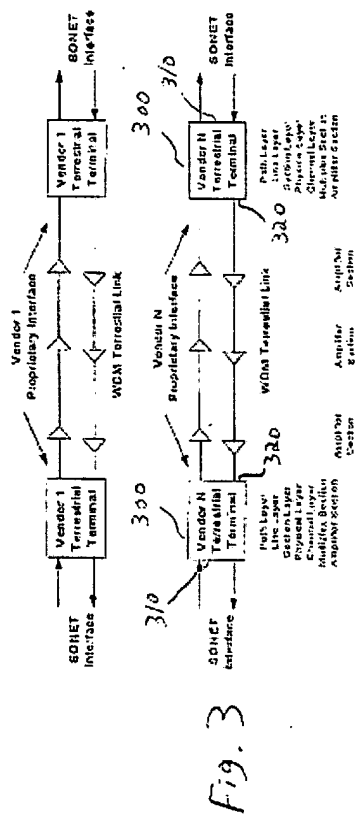 SONET
Interface
Vendor 1
Terrestrial
Terminal
Vendor 1
Proprietary Interface
WDM Terrestrial Link
Vendor 1
Terrestrial
Terminal
SONET
Interface
SONET
Interface
310
300
Vendor N
Terrestrial
Terminal
320
Vendor N
Proprietary Interface
WDM Terrestrial Link
300
310
Vendor N
Terrestrial
Terminal
320
SONET
Interface
Path Layer
Line Layer
Section Layer
Physical Layer
Channel Layer
Multiplex Section
Amplifier Section
Amplifier
Section
Amplifier
Section
Amplifier
Section
Path Layer
Line Layer
Section Layer
Physical Layer
Channel Layer
Multiplex Section
Amplifier Section
Fig. 3